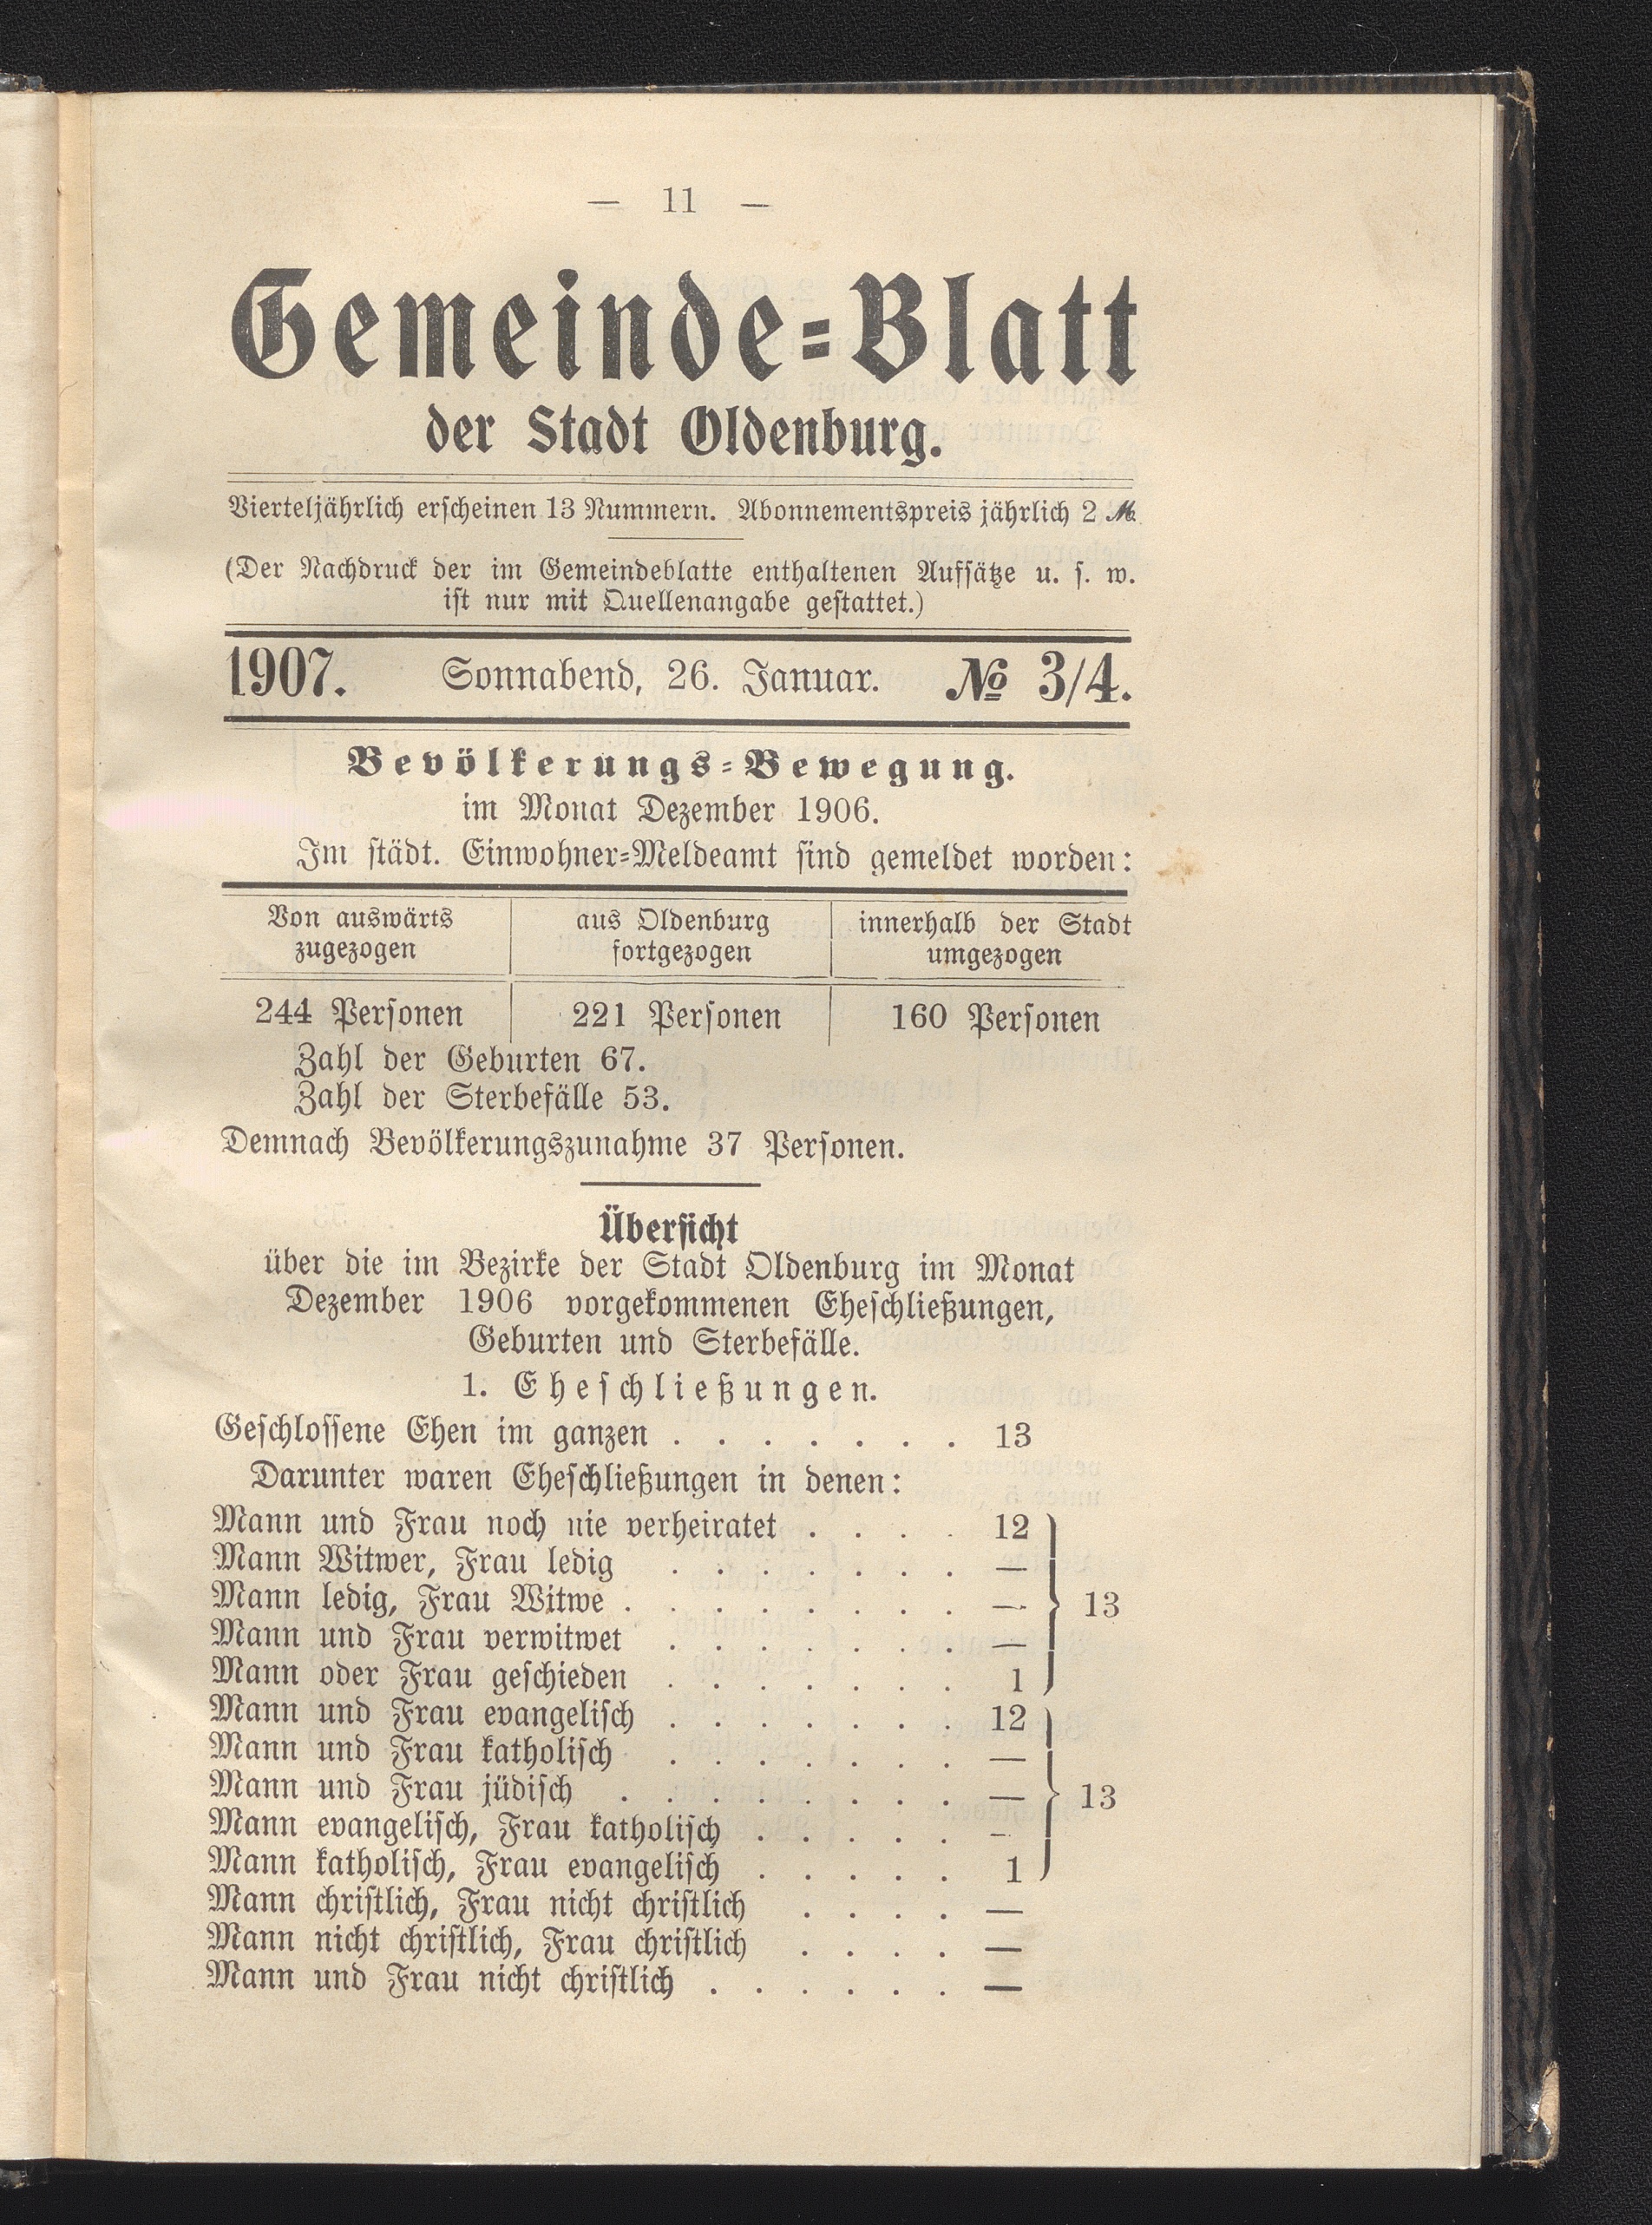 — 11 —
Gemeinde=Blatt
der Stadt Oldenburg.
Vierteljährlich erscheinen 13 Nummern. Abonnementspreis jährlich 2 ℳ.
(Der Nachdruck der im Gemeindeblatte enthaltenen Aufsätze u. s. w.
ist nur mit Quellenangabe gestattet.)
1907. Sonnabend, 26. Januar. № 3/4.
Bevölkerungs=Bewegung.
im Monat Dezember 1906.
Im städt. Einwohner=Meldeamt sind gemeldet worden:
Von auswärts zugezogen | aus Oldenburg fortgezogen | innerhalb der Stadt umgezogen
244 Personen | 221 Personen | 160 Personen
Zahl der Geburten 67.
Zahl der Sterbefälle 53.
Demnach Bevölkerungszunahme 37 Personen.
Übersicht
über die im Bezirke der Stadt Oldenburg im Monat
Dezember 1906 vorgekommenen Eheschließungen,
Geburten und Sterbefälle.
1. Eheschließungen.
Geschlossene Ehen im ganzen . . . . . . . 13
Darunter waren Eheschließungen in denen:
Mann und Frau noch nie verheiratet . . . . 12
Mann Witwer, Frau ledig . . . . . . . —
Mann ledig, Frau Witwe . . . . . . . . — } 13
Mann und Frau verwitwet . . . . . . . —
Mann oder Frau geschieden . . . . . . . 1
Mann und Frau evangelisch . . . . . . . 12
Mann und Frau katholisch . . . . . . . —
Mann und Frau jüdisch . . . . . . . . — } 13
Mann evangelisch, Frau katholisch . . . . . —
Mann katholisch, Frau evangelisch . . . . . 1
Mann christlich, Frau nicht christlich . . . . —
Mann nicht christlich, Frau christlich . . . . —
Mann und Frau nicht christlich . . . . . . —